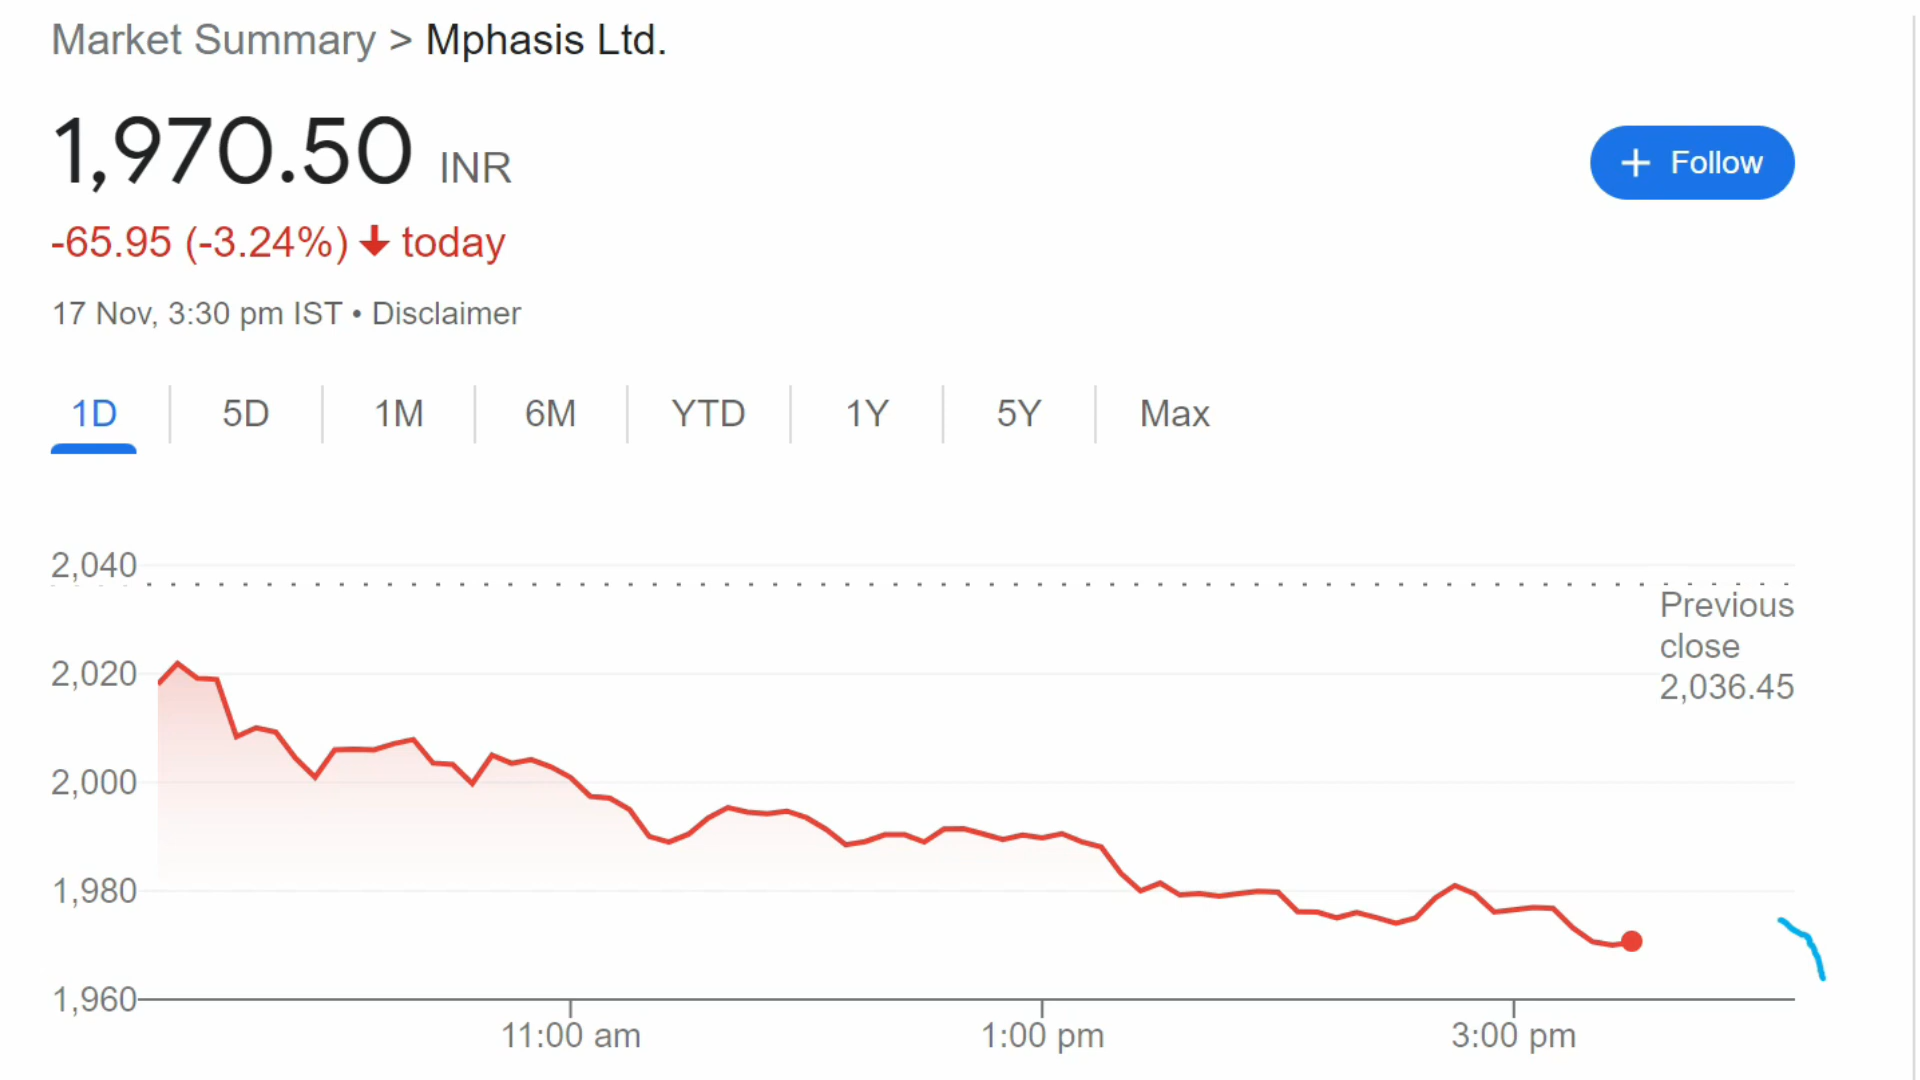 Market Summary > Mphasis Ltd.
1,970.50 INR
+ Follow
-65.95 (-3.24%) ↓ today
17 Nov, 3:30 pm IST • Disclaimer
1D 5D 1M 6M YTD 1Y 5Y Max
2,040
Previous
close
2,036.45
2,020
2,000
1,980
1,960
11:00 am 1:00 pm 3:00 pm